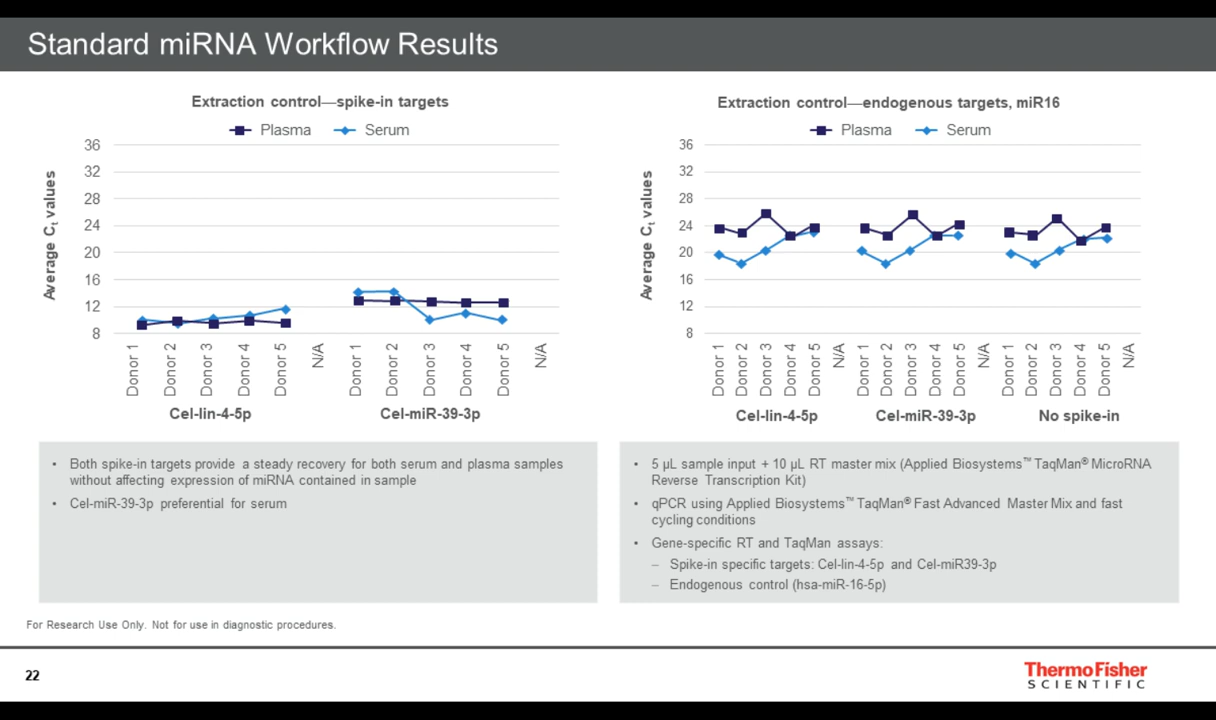 Standard miRNA Workflow Results
Extraction control—spike-in targets
Plasma
Serum
Average Ct values
36
32
28
24
20
16
12
8
Donor 1
Donor 2
Donor 3
Donor 4
Donor 5
N/A
Donor 1
Donor 2
Donor 3
Donor 4
Donor 5
N/A
Cel-lin-4-5p
Cel-miR-39-3p
Extraction control—endogenous targets, miR16
Plasma
Serum
Average Ct values
36
32
28
24
20
16
12
8
Donor 1
Donor 2
Donor 3
Donor 4
Donor 5
N/A
Donor 1
Donor 2
Donor 3
Donor 4
Donor 5
N/A
Donor 1
Donor 2
Donor 3
Donor 4
Donor 5
N/A
Cel-lin-4-5p
Cel-miR-39-3p
No spike-in
• Both spike-in targets provide a steady recovery for both serum and plasma samples
without affecting expression of miRNA contained in sample
• Cel-miR-39-3p preferential for serum
• 5 µL sample input + 10 µL RT master mix (Applied Biosystems™ TaqMan® MicroRNA
Reverse Transcription Kit)
• qPCR using Applied Biosystems™ TaqMan® Fast Advanced Master Mix and fast
cycling conditions
• Gene-specific RT and TaqMan assays:
– Spike-in specific targets: Cel-lin-4-5p and Cel-miR39-3p
– Endogenous control (hsa-miR-16-5p)
For Research Use Only. Not for use in diagnostic procedures.
22
ThermoFisher
SCIENTIFIC